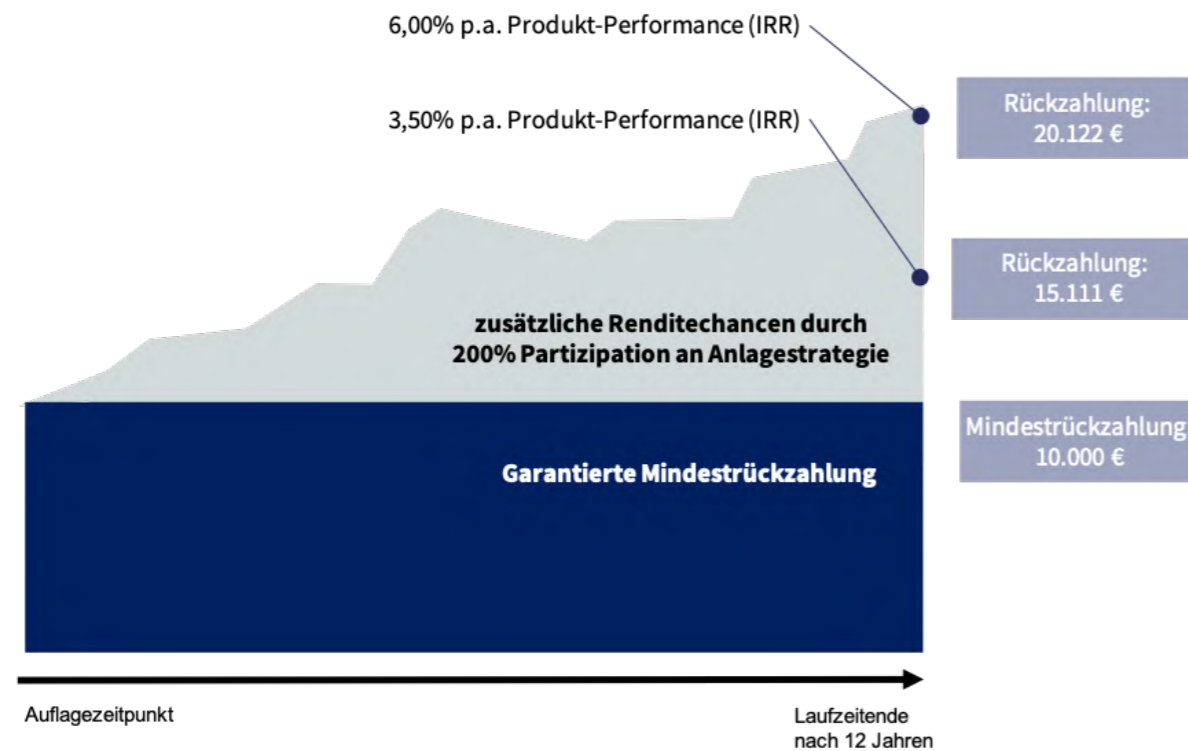 6,00% p.a. Produkt-Performance (IRR)
Rückzahlung:
20.122 €
3,50% p.a. Produkt-Performance (IRR)
Rückzahlung:
15.111 €
zusätzliche Renditechancen durch
200% Partizipation an Anlagestrategie
Mindestrückzahlung
10.000 €
Garantierte Mindestrückzahlung
Auflagezeitpunkt
Laufzeitende
nach 12 Jahren